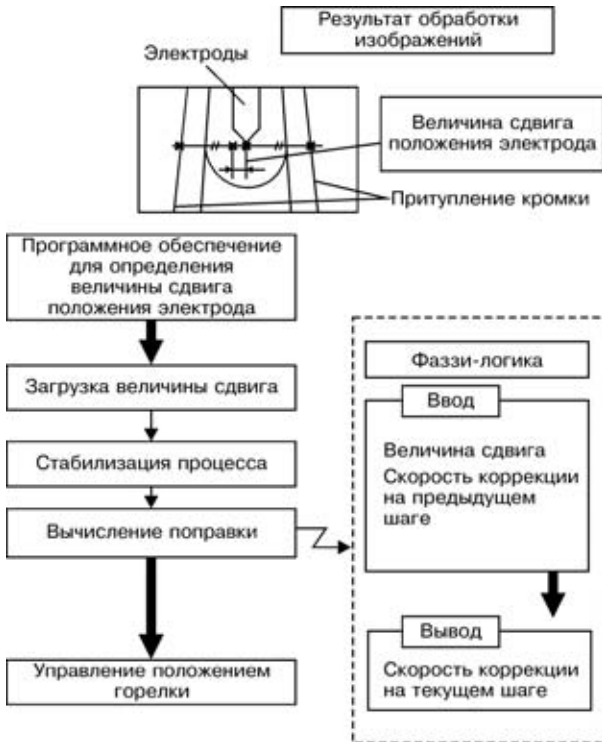 Результат обработки
изображений
Электроды
Величина сдвига
положения электрода
Притупление кромки
Программное обеспечение
для определения
величины сдвига
положения электрода
Загрузка величины сдвига
Стабилизация процесса
Вычисление поправки
Управление положением
горелки
Фаззи-логика
Ввод
Величина сдвига
Скорость коррекции
на предыдущем
шаге
Вывод
Скорость коррекции
на текущем шаге